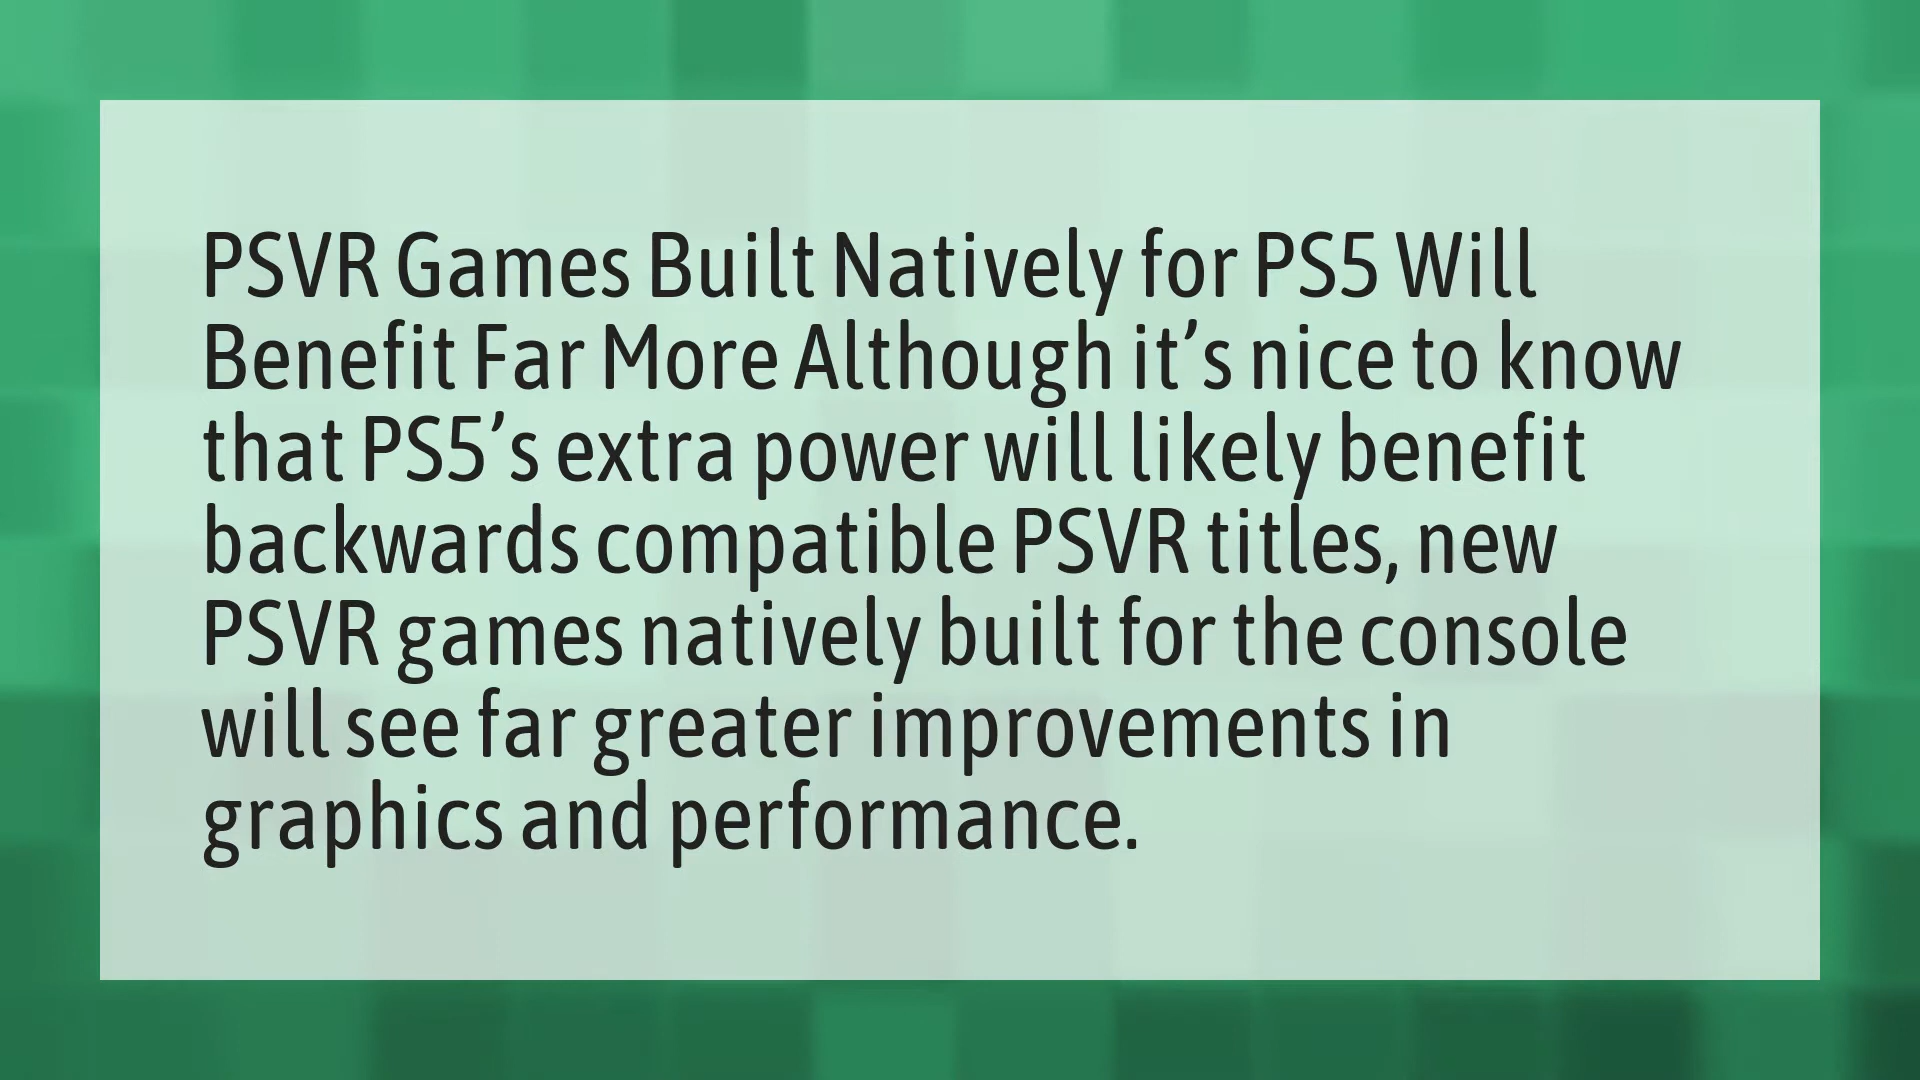 PSVR Games Built Natively for PS5 Will
Benefit Far More Although it’s nice to know
that PS5’s extra power will likely benefit
backwards compatible PSVR titles, new
PSVR games natively built for the console
will see far greater improvements in
graphics and performance.